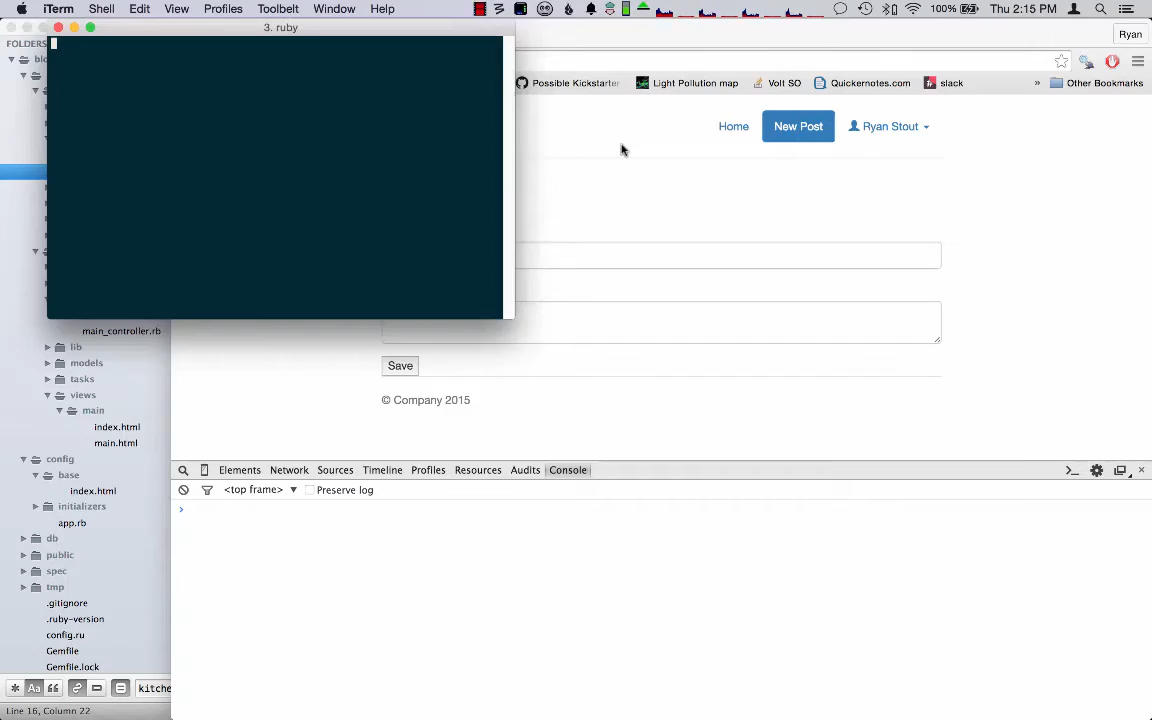 iTerm Shell Edit View Profiles Toolbelt Window Help 100% Thu 2:15 PM
3. ruby
Ryan
FOLDERS
blo
Possible Kickstarter Light Pollution map Volt SO Quickernotes.com slack » Other Bookmarks
Home New Post Ryan Stout
main_controller.rb
lib
models
tasks
views
main
index.html
main.html
config
base
index.html
initializers
app.rb
db
public
spec
tmp
.gitignore
.ruby-version
config.ru
Gemfile
Gemfile.lock
Aa kitche
Line 16, Column 22
Save
© Company 2015
Elements Network Sources Timeline Profiles Resources Audits Console
<top frame> Preserve log